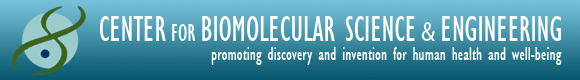 CENTER FOR BIOMOLECULAR SCIENCE & ENGINEERING
promoting discovery and invention for human health and well-being